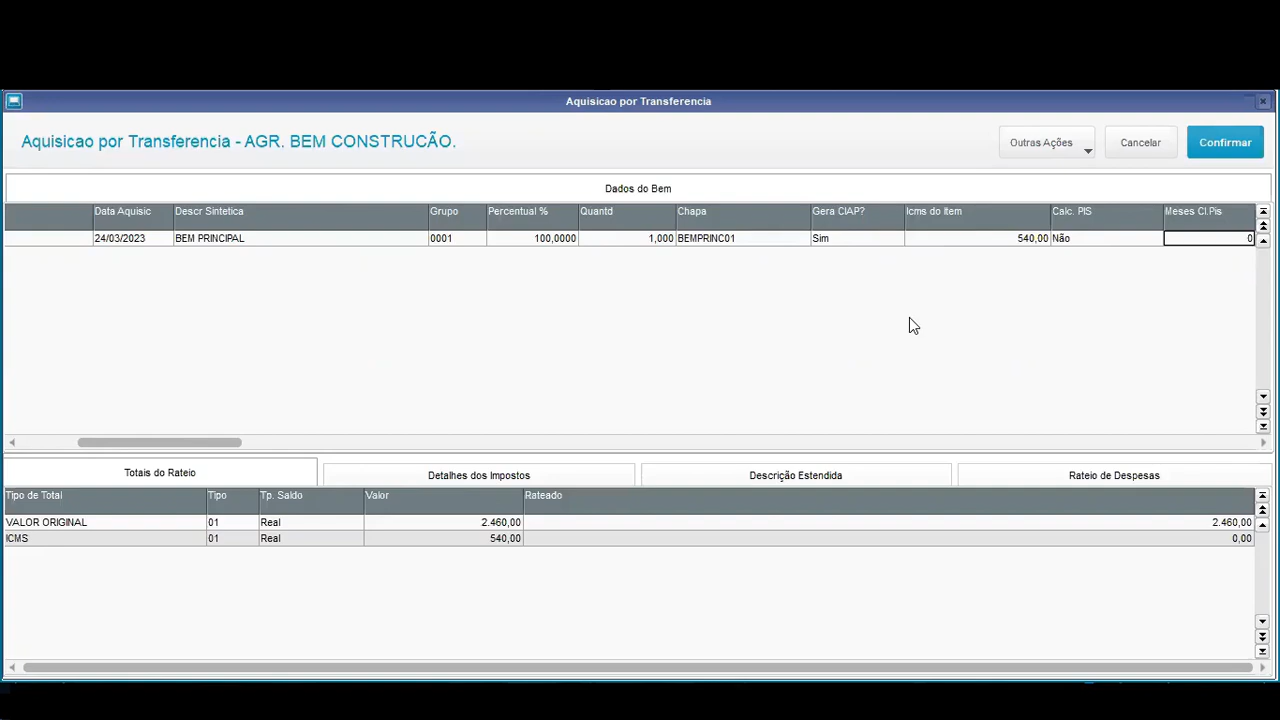 Aquisicao por Transferencia
Aquisicao por Transferencia - AGR. BEM CONSTRUCÃO.
Outras Ações
Cancelar
Confirmar
Dados do Bem
Data Aquisic Descr Sintetica Grupo Percentual % Quantd Chapa Gera CIAP? Icms do Item Calc. PIS Meses Cl.Pis
24/03/2023 BEM PRINCIPAL 0001 100,0000 1,000 BEMPRINC01 Sim 540,00 Não 0
Totais do Rateio Detalhes dos Impostos Descrição Estendida Rateio de Despesas
Tipo de Total Tipo Tp. Saldo Valor Rateado
VALOR ORIGINAL 01 Real 2.460,00 2.460,00
ICMS 01 Real 540,00 0,00